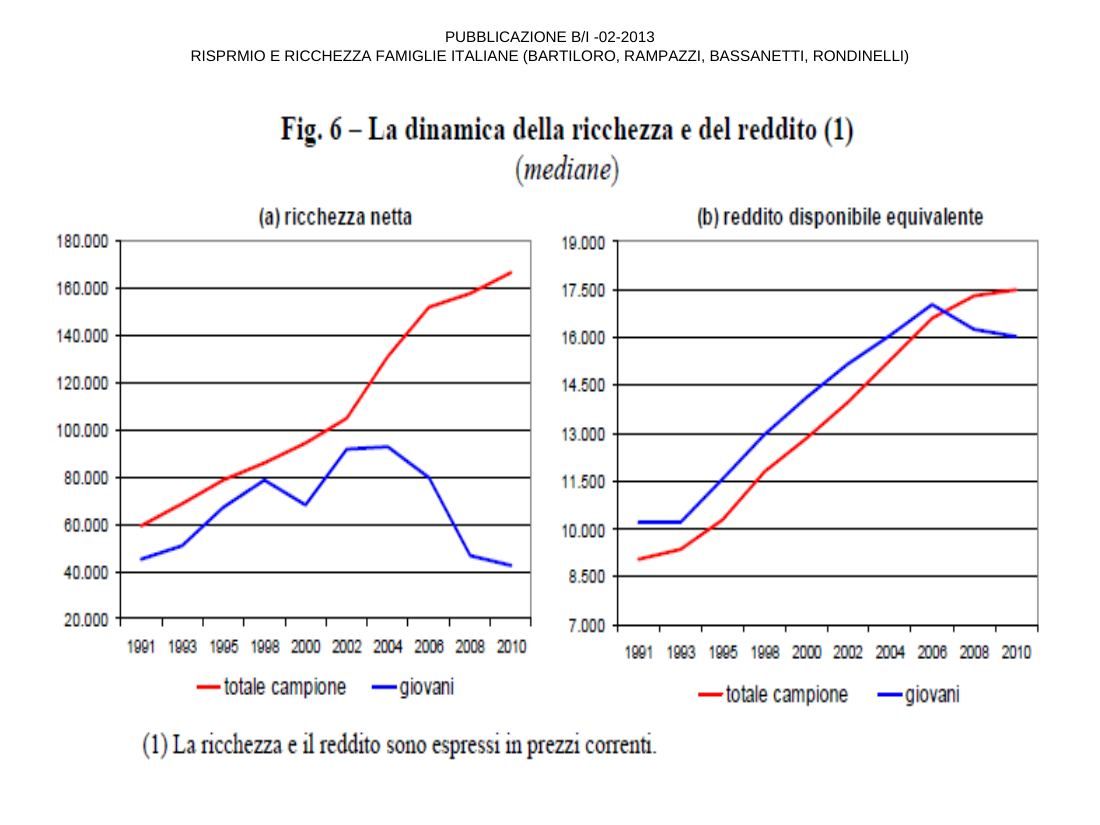 PUBBLICAZIONE B/I -02-2013
RISPRMIO E RICCHEZZA FAMIGLIE ITALIANE (BARTILORO, RAMPAZZI, BASSANETTI, RONDINELLI)
Fig. 6 – La dinamica della ricchezza e del reddito (1)
(mediane)
(a) ricchezza netta
180.000
160.000
140.000
120.000
100.000
80.000
60.000
40.000
20.000
1991 1993 1995 1998 2000 2002 2004 2006 2008 2010
totale campione giovani
(b) reddito disponibile equivalente
19.000
17.500
16.000
14.500
13.000
11.500
10.000
8.500
7.000
1991 1993 1995 1998 2000 2002 2004 2006 2008 2010
totale campione giovani
(1) La ricchezza e il reddito sono espressi in prezzi correnti.